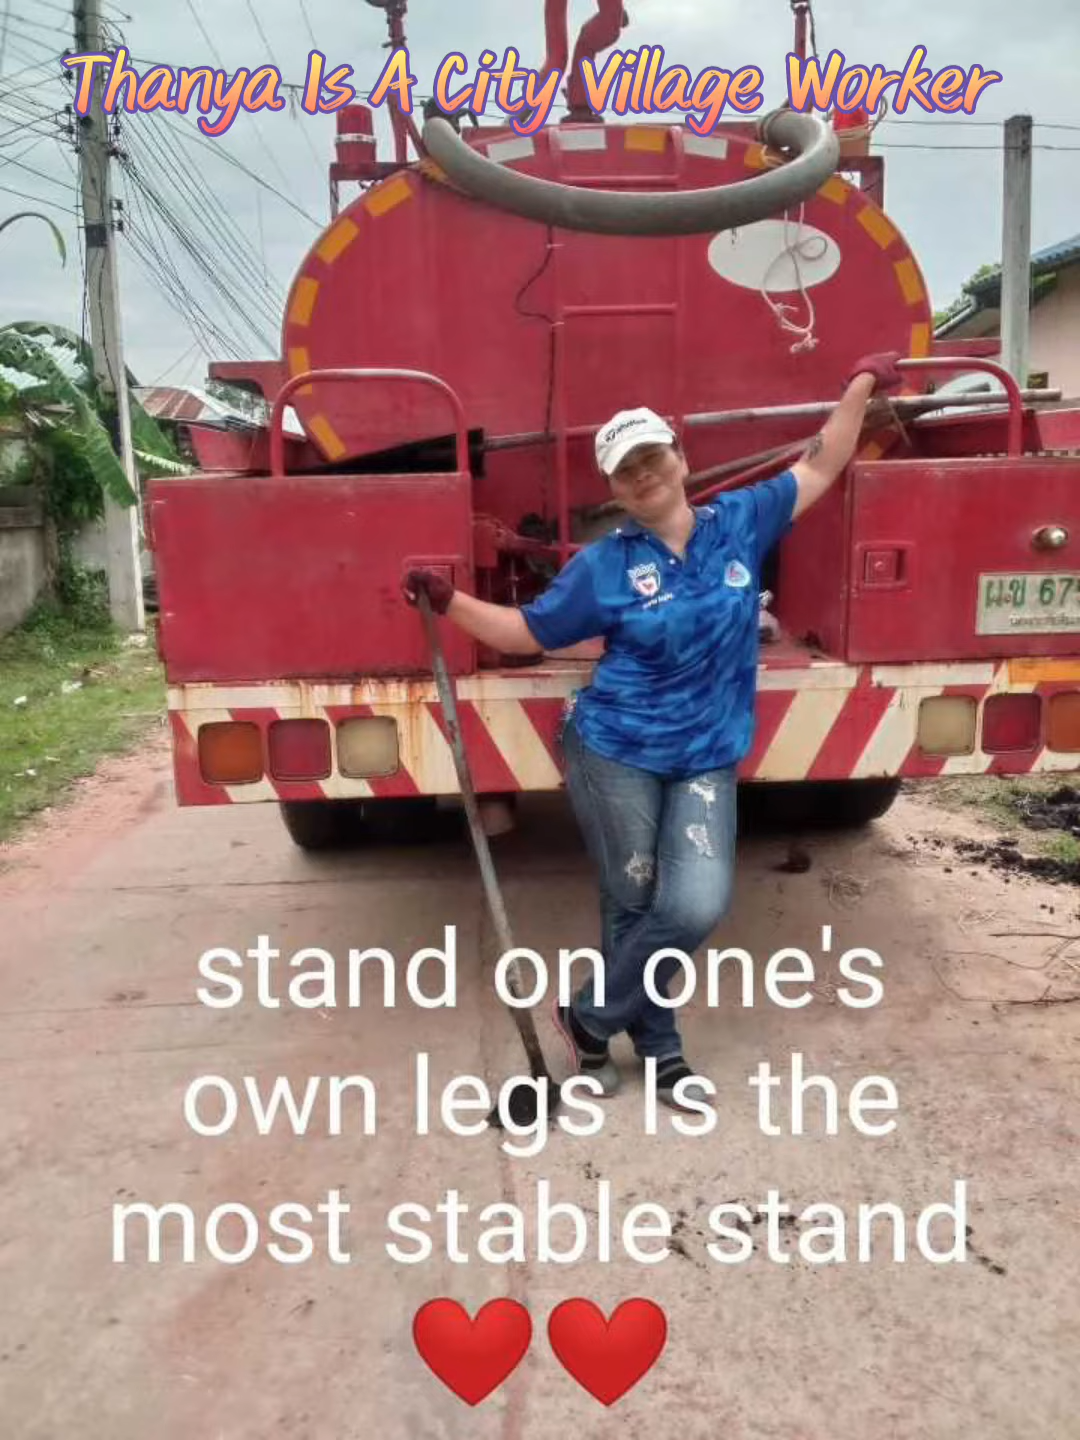 Thanya Is A City Village Worker
stand on one's
own legs Is the
most stable stand
❤️❤️